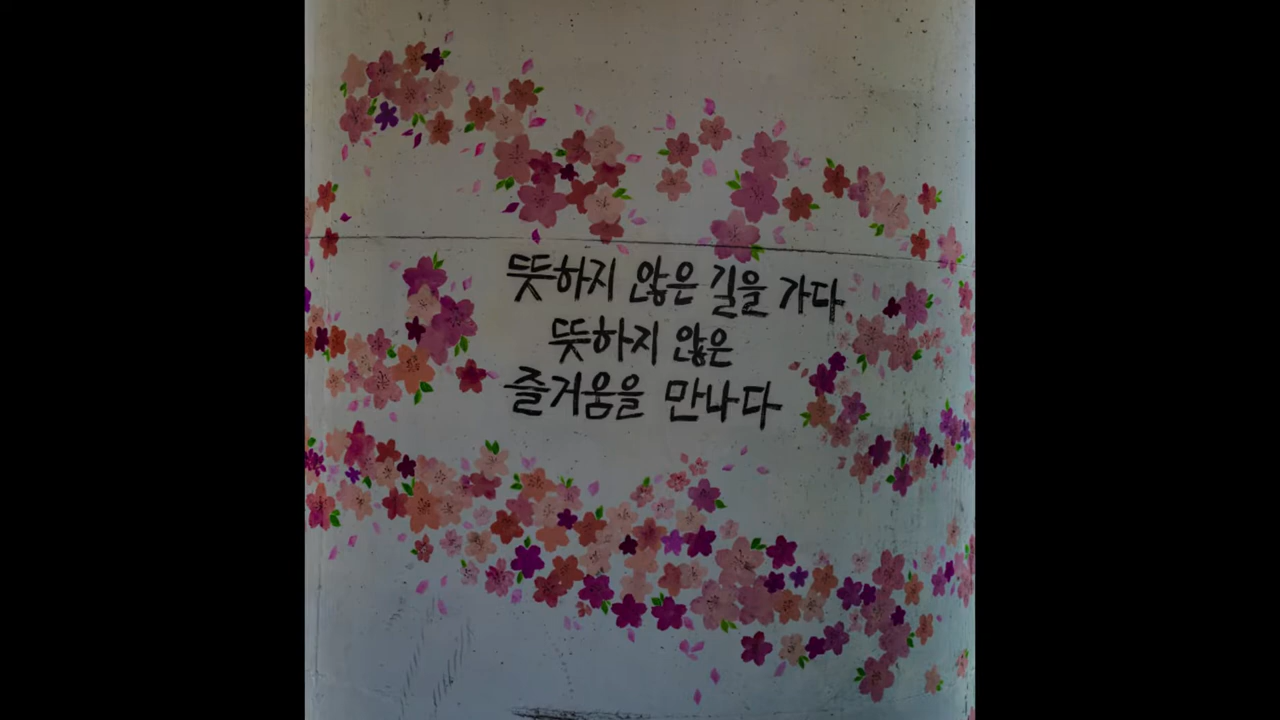 뜻하지 않은 길을 가다
뜻하지 않은
즐거움을 만나다